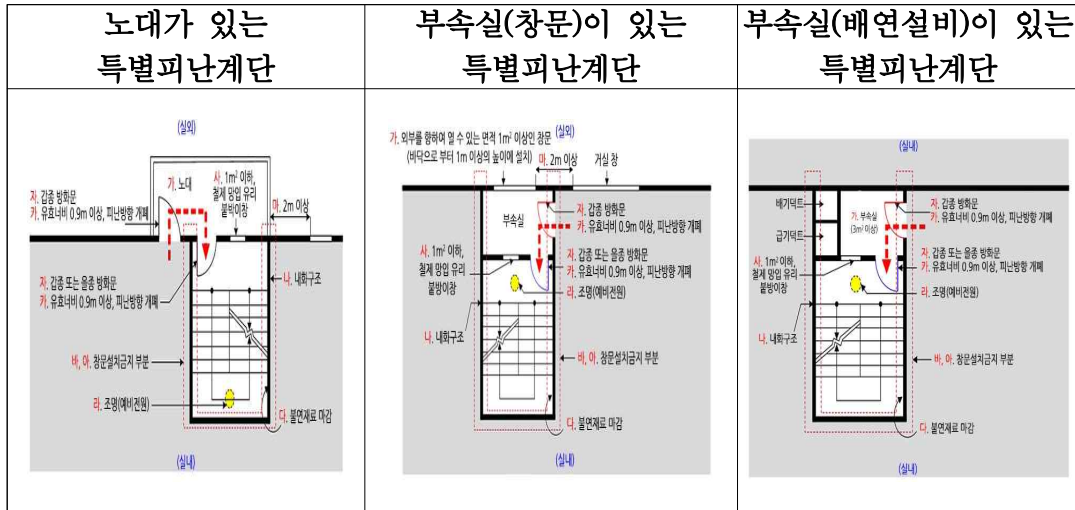 노대가 있는
특별피난계단
부속실(창문)이 있는
특별피난계단
부속실(배연설비)이 있는
특별피난계단
(실외)
가. 노대
사. 1m² 이하,
철제 망입 유리
붙박이창
마. 2m 이상
자. 갑종 방화문
카. 유효너비 0.9m 이상, 피난방향 개폐
자. 갑종 또는 을종 방화문
카. 유효너비 0.9m 이상, 피난방향 개폐
나. 내화구조
바, 아. 창문설치금지 부분
라. 조명(예비전원)
다. 불연재료 마감
(실내)
가. 외부를 향하여 열 수 있는 면적 1m² 이상인 창문
(바닥으로 부터 1m 이상의 높이에 설치)
(실외)
마. 2m 이상
거실 창
부속실
자. 갑종 방화문
카. 유효너비 0.9m 이상, 피난방향 개폐
사. 1m² 이하,
철제 망입 유리
붙방이창
자. 갑종 또는 을종 방화문
카. 유효너비 0.9m 이상, 피난방향 개폐
라. 조명(예비전원)
나. 내화구조
바, 아. 창문설치금지 부분
다. 불연재료 마감
(실내)
(실내)
배기덕트
급기덕트
가. 부속실
(3m² 이상)
자. 갑종 방화문
카. 유효너비 0.9m 이상, 피난방향 개폐
사. 1m² 이하,
철제 망입 유리
붙방이창
자. 갑종 또는 을종 방화문
카. 유효너비 0.9m 이상, 피난방향 개폐
라. 조명(예비전원)
나. 내화구조
바, 아. 창문설치금지 부분
다. 불연재료 마감
(실내)